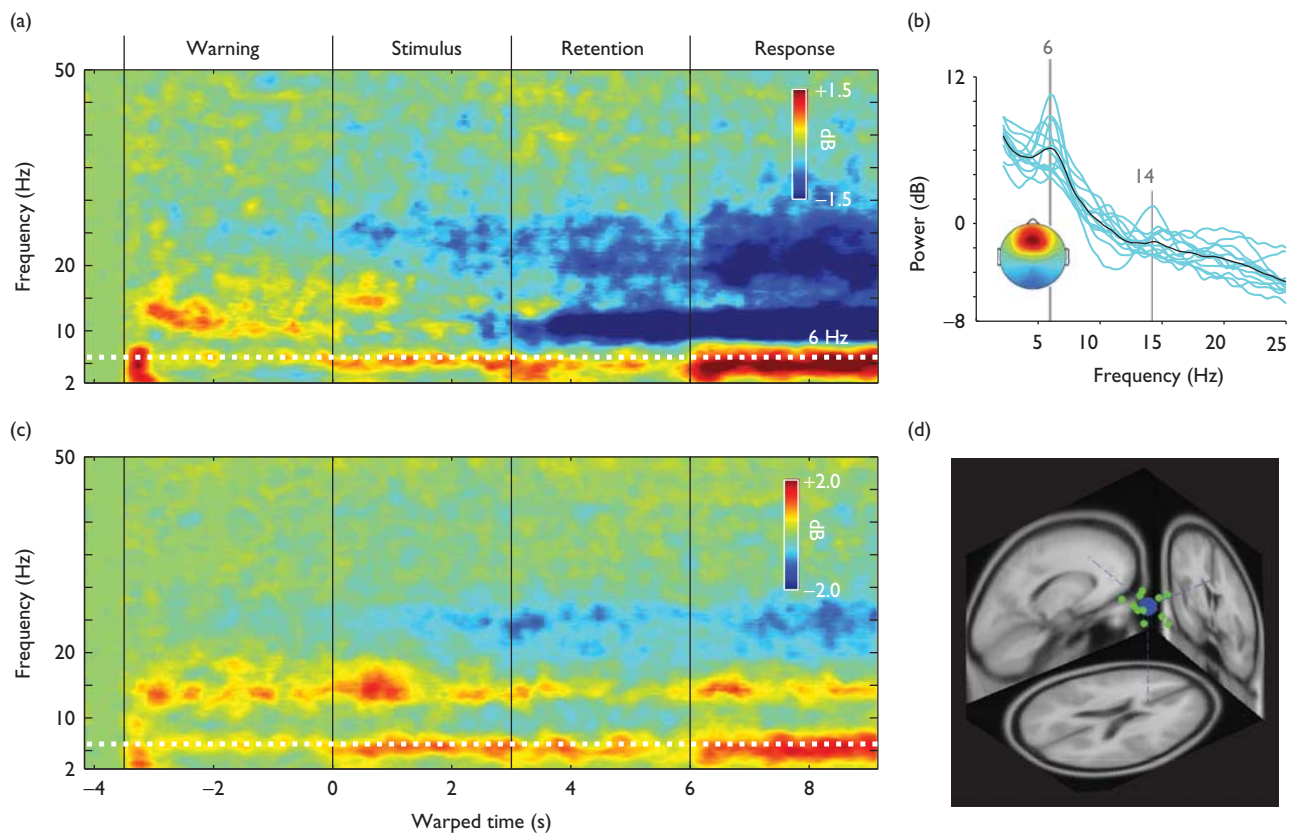 (a)
Warning Stimulus Retention Response
50
20
10
2
Frequency (Hz)
+1.5
dB
−1.5
6 Hz
(b)
6
14
12
0
−8
Power (dB)
5 10 15 20 25
Frequency (Hz)
(c)
50
20
10
2
Frequency (Hz)
+2.0
dB
−2.0
−4 −2 0 2 4 6 8
Warped time (s)
(d)